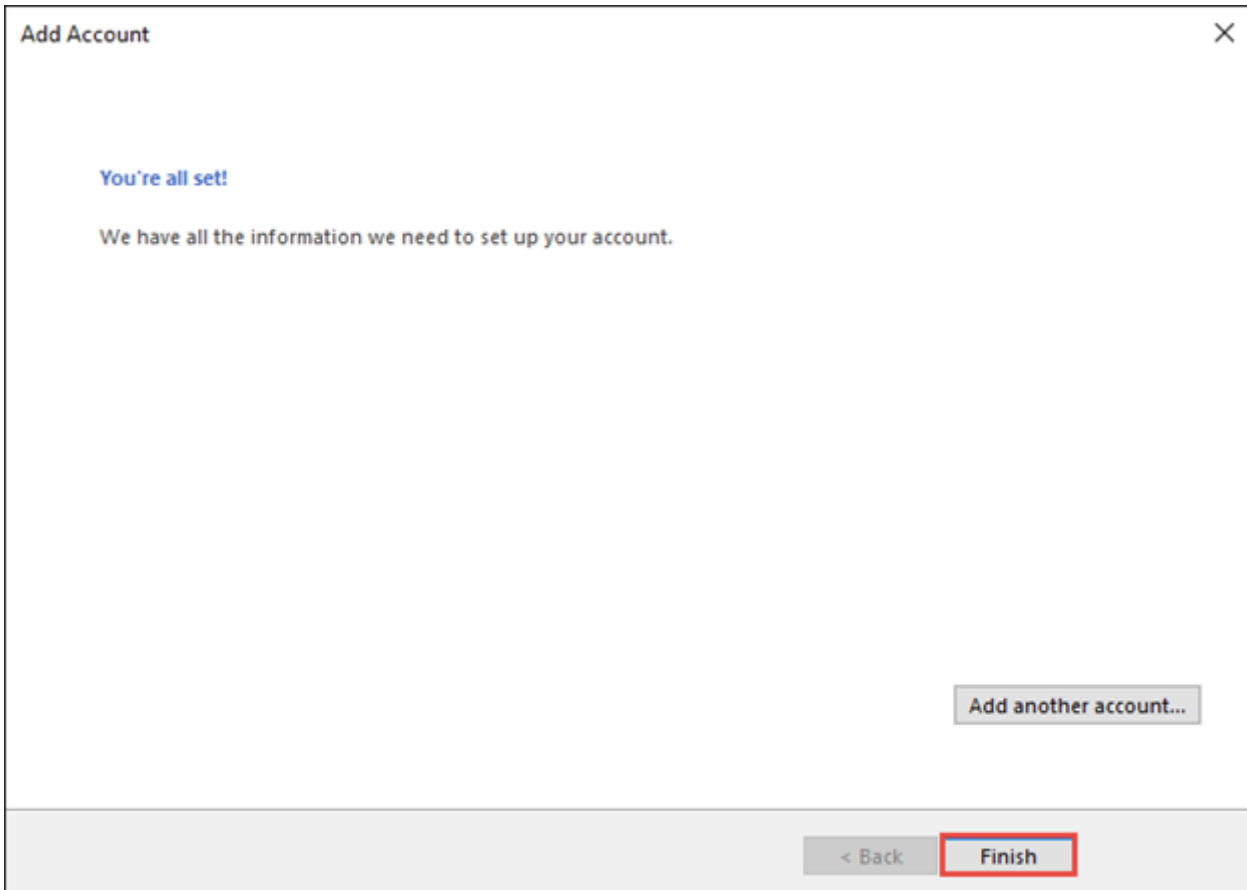 Add Account
You're all set!
We have all the information we need to set up your account.
Add another account...
< Back
Finish